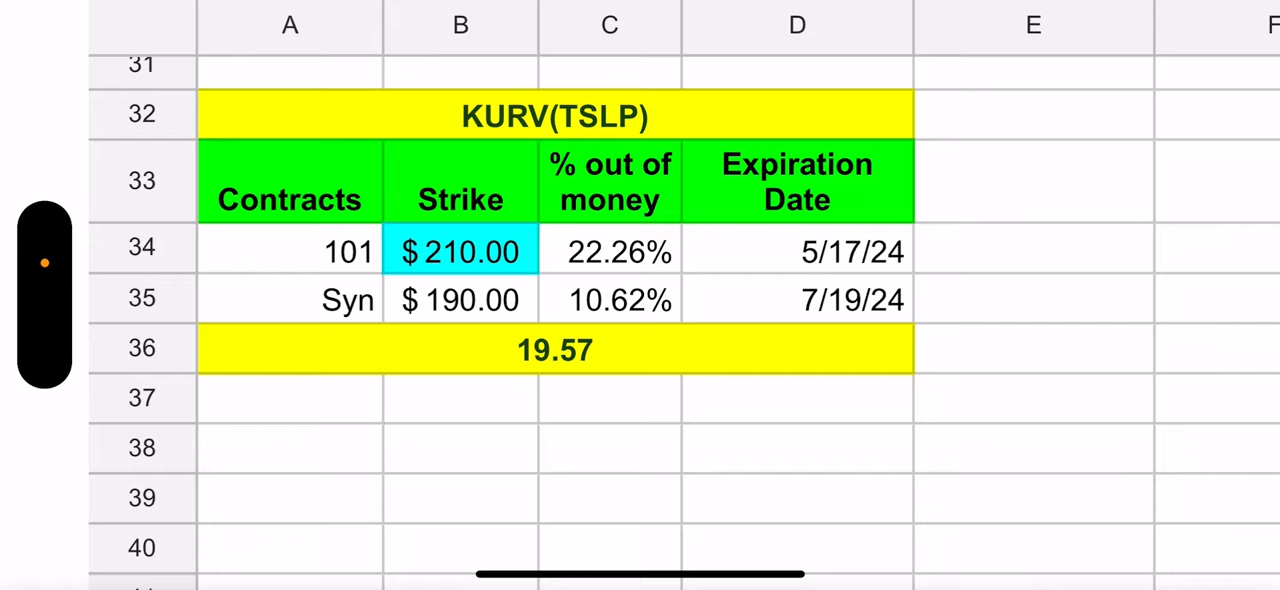 A B C D E F
31
32 KURV(TSLP)
33 Contracts Strike % out of money Expiration Date
34 101 $ 210.00 22.26% 5/17/24
35 Syn $ 190.00 10.62% 7/19/24
36 19.57
37
38
39
40